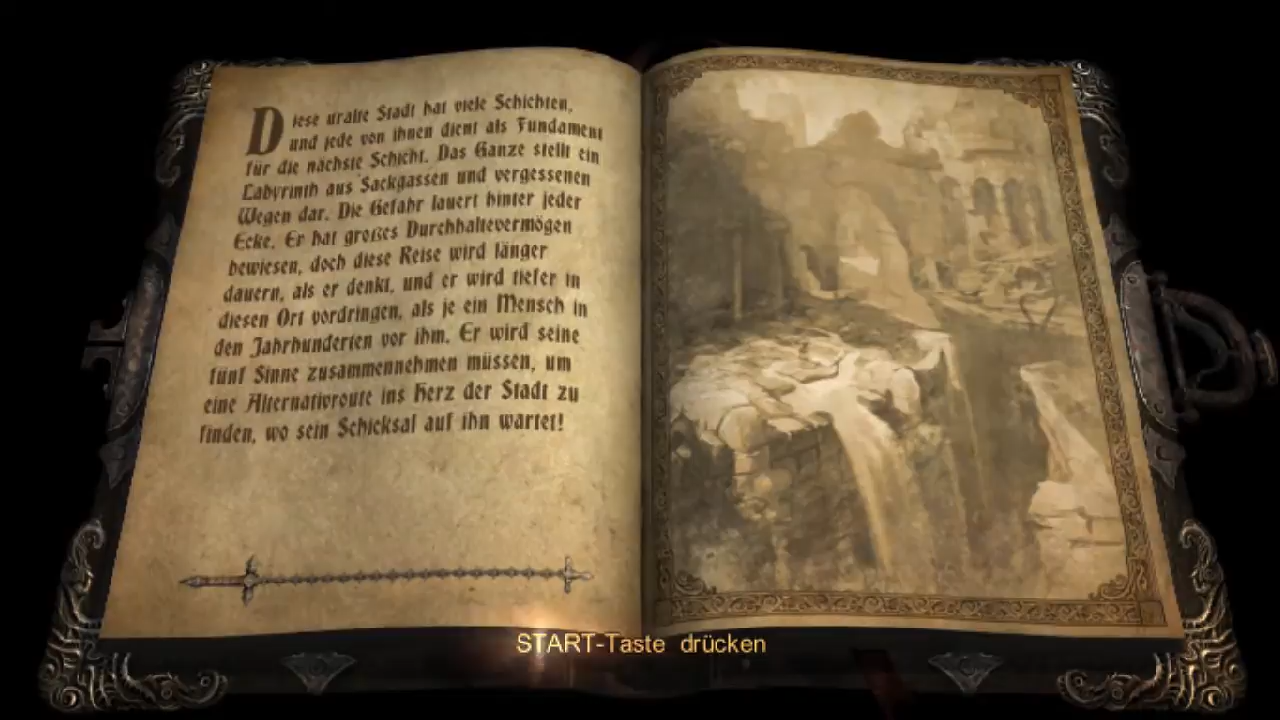 Diese uralte Stadt hat viele Schichten,
und jede von ihnen dient als Fundament
für die nächste Schicht. Das Ganze stellt ein
Labyrinth aus Sackgassen und vergessenen
Wegen dar. Die Gefahr lauert hinter jeder
Ecke. Er hat großes Durchhaltevermögen
bewiesen, doch diese Reise wird länger
dauern, als er denkt, und er wird tiefer in
diesen Ort vordringen, als je ein Mensch in
den Jahrhunderten vor ihm. Er wird seine
fünf Sinne zusammennehmen müssen, um
eine Alternativroute ins Herz der Stadt zu
finden, wo sein Schicksal auf ihn wartet!
START-Taste drücken